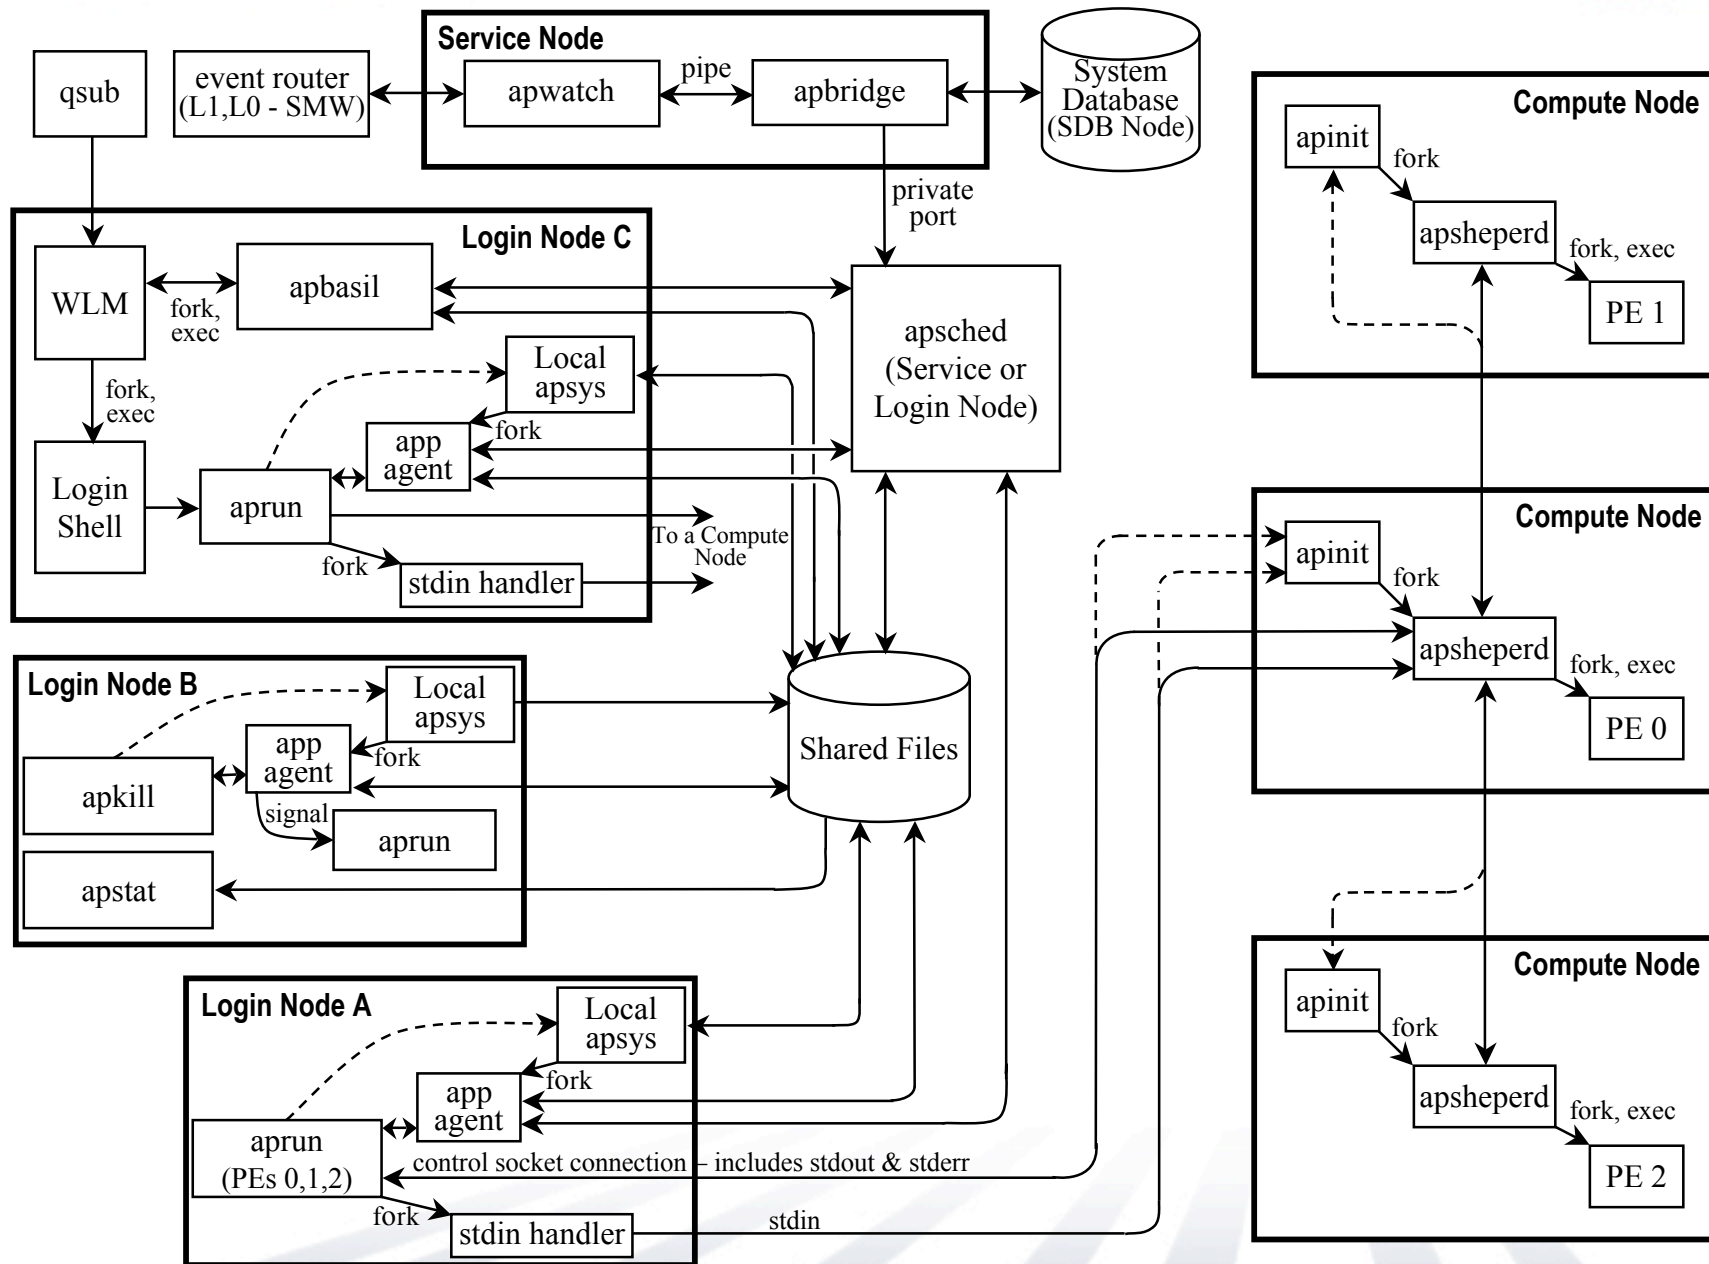 Service Node
qsub
event router
(L1,L0 - SMW)
apwatch
pipe
apbridge
System
Database
(SDB Node)
private
port
Login Node C
WLM
fork,
exec
apbasil
fork,
exec
Login
Shell
Local
apsys
fork
app
agent
aprun
fork
stdin handler
To a Compute
Node
apsched
(Service or
Login Node)
Login Node B
Local
apsys
fork
app
agent
apkill
signal
aprun
apstat
Shared Files
Login Node A
Local
apsys
fork
app
agent
aprun
(PEs 0,1,2)
control socket connection – includes stdout & stderr
fork
stdin handler
stdin
Compute Node
apinit
fork
apsheperd
fork, exec
PE 1
Compute Node
apinit
fork
apsheperd
fork, exec
PE 0
Compute Node
apinit
fork
apsheperd
fork, exec
PE 2